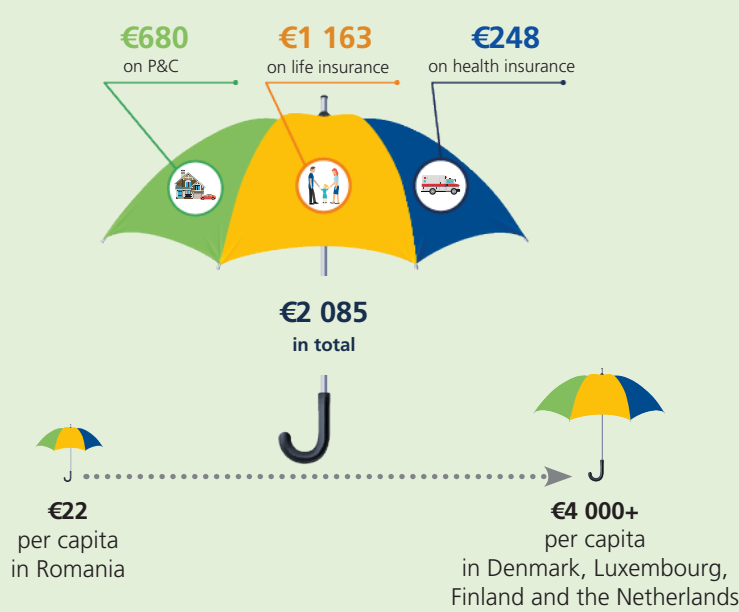 €680
on P&C
€1 163
on life insurance
€248
on health insurance
€2 085
in total
€22
per capita
in Romania
€4 000+
per capita
in Denmark, Luxembourg,
Finland and the Netherlands